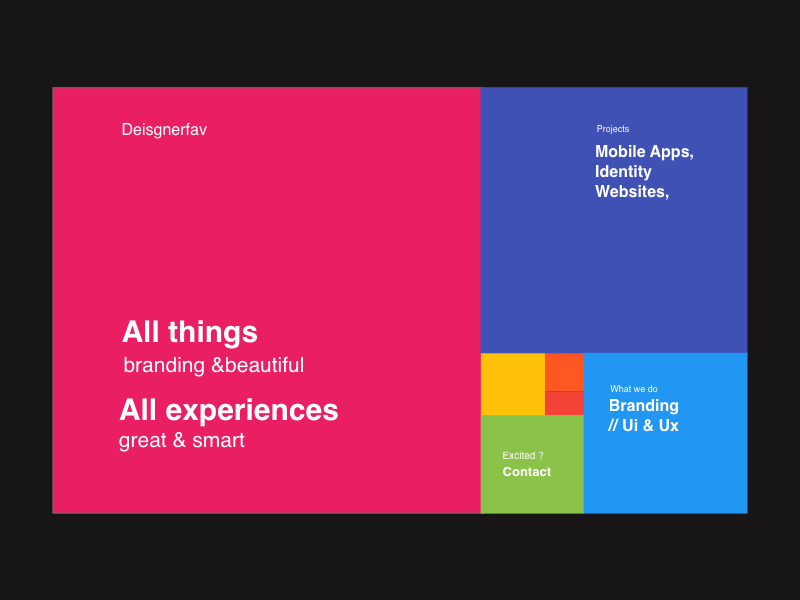 Deisgnerfav
All things
branding &beautiful
All experiences
great & smart
Projects
Mobile Apps,
Identity
Websites,
What we do
Branding
// Ui & Ux
Excited ?
Contact